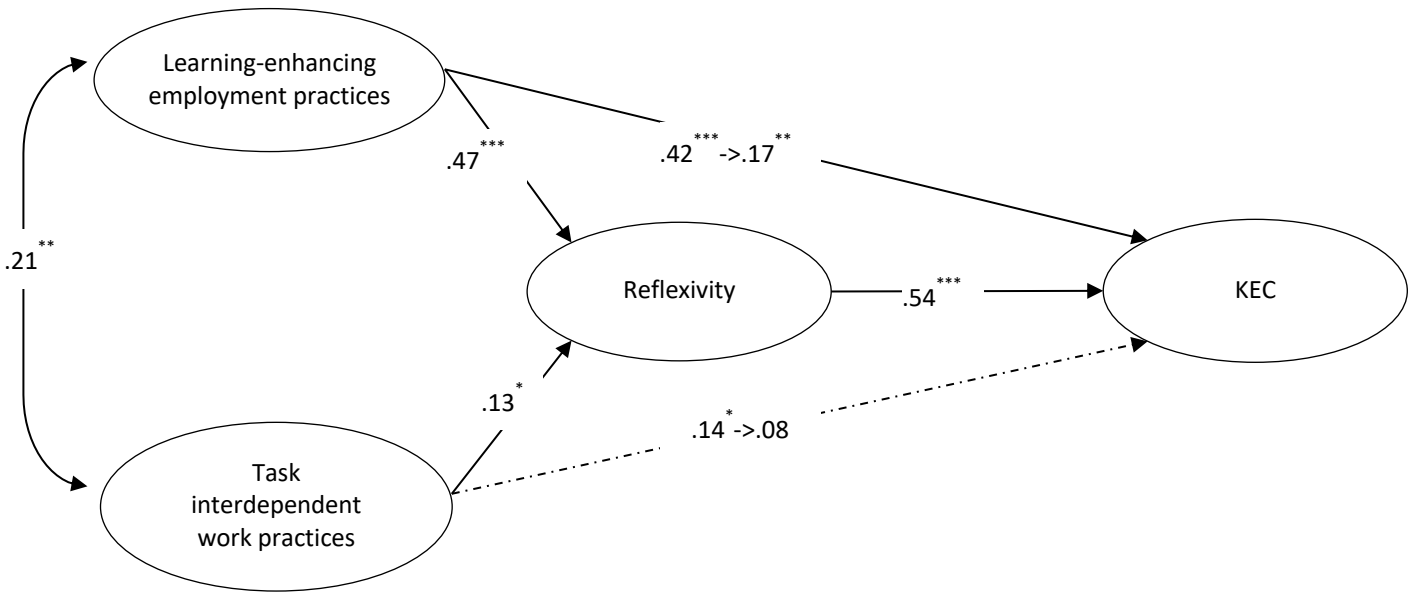 Learning-enhancing
employment practices
.47***
.42***->.17**
.21**
Reflexivity
.54***
KEC
.13*
.14*->.08
Task
interdependent
work practices